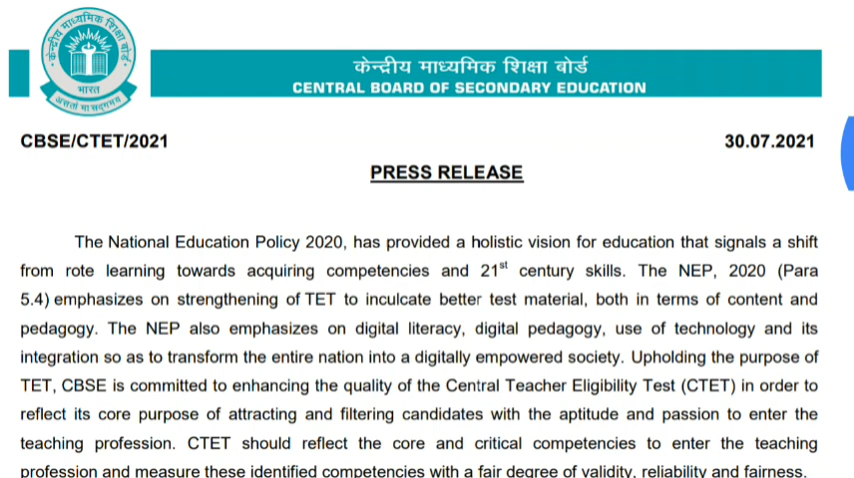 केन्द्रीय माध्यमिक शिक्षा बोर्ड
भारत
असतो मा सद्गमय
केन्द्रीय माध्यमिक शिक्षा बोर्ड
CENTRAL BOARD OF SECONDARY EDUCATION
CBSE/CTET/2021 30.07.2021
PRESS RELEASE
The National Education Policy 2020, has provided a holistic vision for education that signals a shift
from rote learning towards acquiring competencies and 21st century skills. The NEP, 2020 (Para
5.4) emphasizes on strengthening of TET to inculcate better test material, both in terms of content and
pedagogy. The NEP also emphasizes on digital literacy, digital pedagogy, use of technology and its
integration so as to transform the entire nation into a digitally empowered society. Upholding the purpose of
TET, CBSE is committed to enhancing the quality of the Central Teacher Eligibility Test (CTET) in order to
reflect its core purpose of attracting and filtering candidates with the aptitude and passion to enter the
teaching profession. CTET should reflect the core and critical competencies to enter the teaching
profession and measure these identified competencies with a fair degree of validity, reliability and fairness.